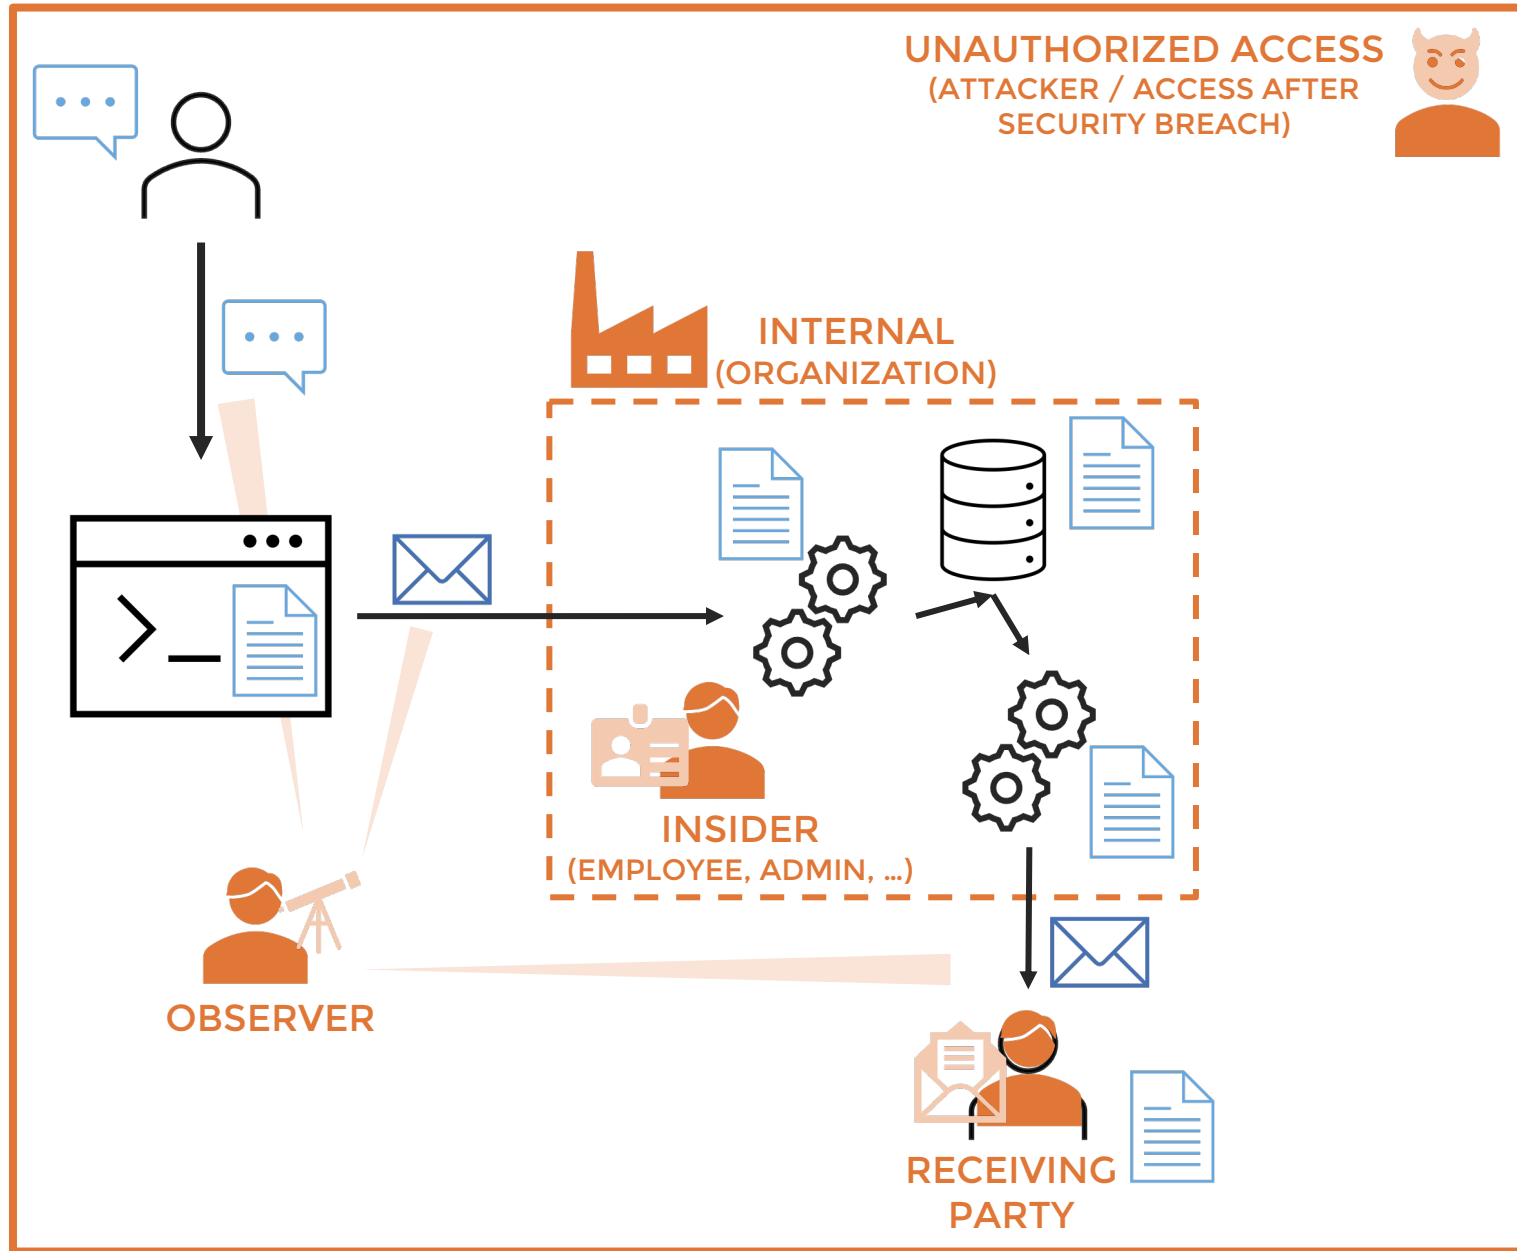 UNAUTHORIZED ACCESS
(ATTACKER / ACCESS AFTER
SECURITY BREACH)
INTERNAL
(ORGANIZATION)
>_
INSIDER
(EMPLOYEE, ADMIN, ...)
OBSERVER
RECEIVING
PARTY